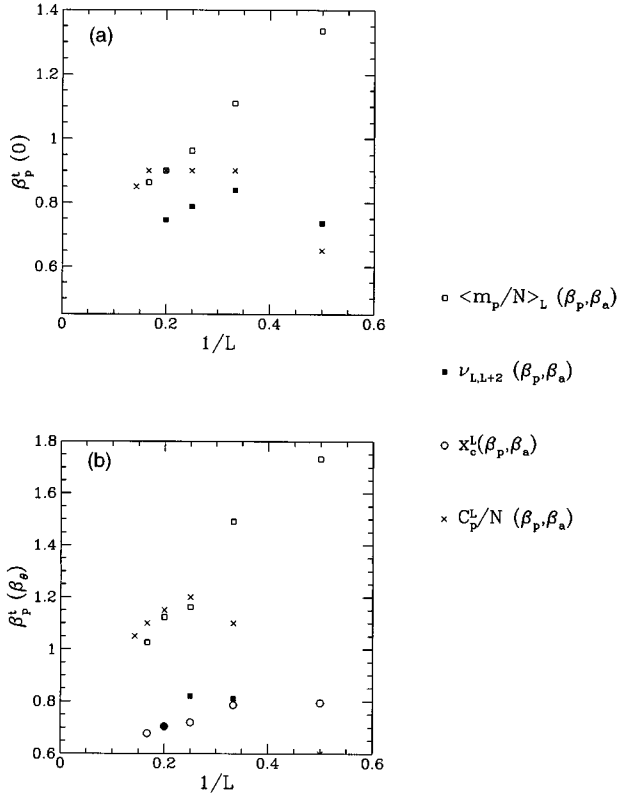 (a)
1.4
1.2
1
0.8
0.6
β_p^t (0)
0
0.2
0.4
0.6
1/L
□ <m_p/N>_L (β_p,β_a)
■ ν_{L,L+2} (β_p,β_a)
○ x_c^L(β_p,β_a)
× C_p^L/N (β_p,β_a)
(b)
1.8
1.6
1.4
1.2
1
0.8
0.6
β_p^t (β_θ)
0
0.2
0.4
0.6
1/L